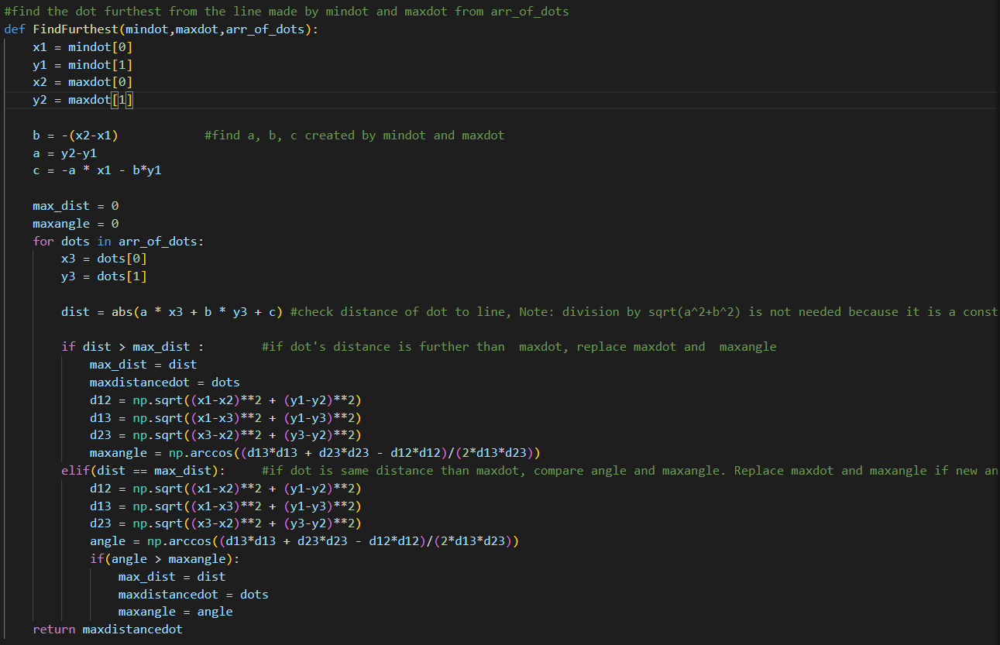 #find the dot furthest from the line made by mindot and maxdot from arr_of_dots
def FindFurthest(mindot,maxdot,arr_of_dots):
    x1 = mindot[0]
    y1 = mindot[1]
    x2 = maxdot[0]
    y2 = maxdot[1]

    b = -(x2-x1)            #find a, b, c created by mindot and maxdot
    a = y2-y1
    c = -a * x1 - b*y1

    max_dist = 0
    maxangle = 0
    for dots in arr_of_dots:
        x3 = dots[0]
        y3 = dots[1]

        dist = abs(a * x3 + b * y3 + c) #check distance of dot to line, Note: division by sqrt(a^2+b^2) is not needed because it is a const

        if dist > max_dist :        #if dot's distance is further than  maxdot, replace maxdot and  maxangle
            max_dist = dist
            maxdistancedot = dots
            d12 = np.sqrt((x1-x2)**2 + (y1-y2)**2)
            d13 = np.sqrt((x1-x3)**2 + (y1-y3)**2)
            d23 = np.sqrt((x3-x2)**2 + (y3-y2)**2)
            maxangle = np.arccos((d13*d13 + d23*d23 - d12*d12)/(2*d13*d23))
        elif(dist == max_dist):     #if dot is same distance than maxdot, compare angle and maxangle. Replace maxdot and maxangle if new an
            d12 = np.sqrt((x1-x2)**2 + (y1-y2)**2)
            d13 = np.sqrt((x1-x3)**2 + (y1-y3)**2)
            d23 = np.sqrt((x3-x2)**2 + (y3-y2)**2)
            angle = np.arccos((d13*d13 + d23*d23 - d12*d12)/(2*d13*d23))
            if(angle > maxangle):
                max_dist = dist
                maxdistancedot = dots
                maxangle = angle
    return maxdistancedot